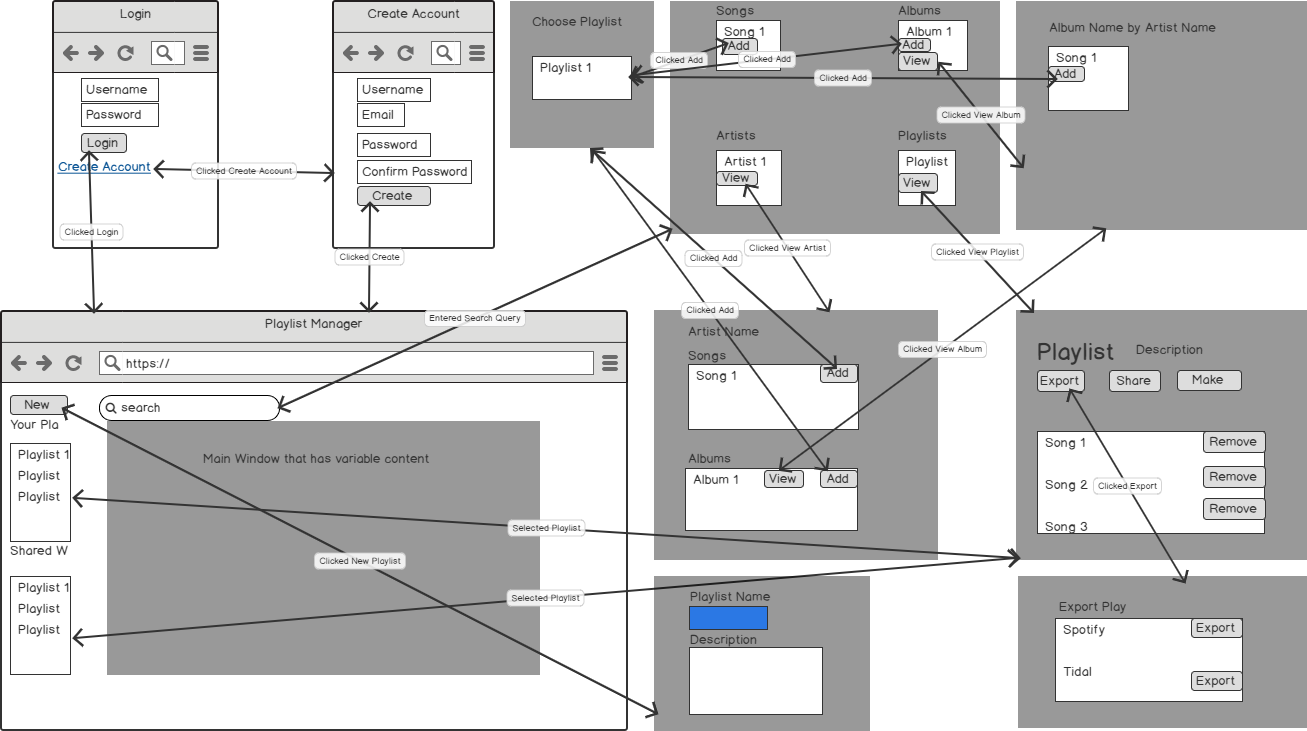 Login
Username
Password
Login
Create Account
Clicked Login
Create Account
Username
Email
Password
Confirm Password
Create
Clicked Create Account
Clicked Create
Choose Playlist
Playlist 1
Songs
Song 1
Add
Albums
Album 1
Add
View
Artists
Artist 1
View
Playlists
Playlist
View
Clicked Add
Clicked Add
Clicked Add
Album Name by Artist Name
Song 1
Add
Clicked View Album
Clicked View Artist
Clicked View Playlist
Clicked Add
Clicked Add
Entered Search Query
Clicked View Album
Playlist Manager
https://
New
search
Your Pla
Playlist 1
Playlist
Playlist
Shared W
Playlist 1
Playlist
Playlist
Main Window that has variable content
Selected Playlist
Clicked New Playlist
Selected Playlist
Artist Name
Songs
Song 1
Add
Albums
Album 1
View
Add
Playlist
Description
Export
Share
Make
Song 1
Remove
Song 2
Remove
Song 3
Remove
Clicked Export
Playlist Name
Description
Export Play
Spotify
Export
Tidal
Export